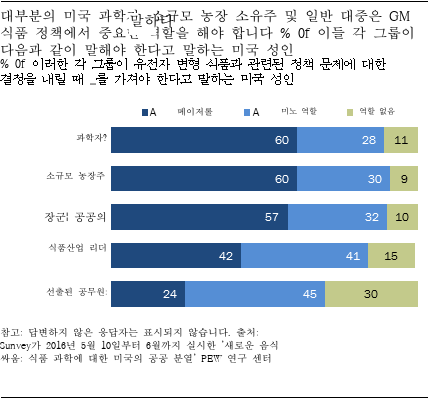 대부분의 미국 과학 소규모 농장 소유주 및 일반 대중은 GM
말하다
식품 정책에서 중요 역할을 해야 합니다 % Of 이들 각 그룹이
다음과 같이 말해야 한다고 말하는 미국 성인
% Of 이러한 각 그룹이 유전자 변형 식품과 관련된 정책 문제에 대한
결정을 내릴 때 _를 가져야 한다고 말하는 미국 성인
A 메이저롤 A 미노 역할 역할 없음
과학자? 60 28 11
소규모 농장주 60 30 9
장군; 공공의 57 32 10
식품산업 리더 42 41 15
선출된 공무원: 24 45 30
참고: 답변하지 않은 응답자는 표시되지 않습니다. 출처:
Sunvey가 2016년 5월 10일부터 6월까지 실시한 '새로운 음식
싸움: 식품 과학에 대한 미국의 공공 분열' PEW 연구 센터